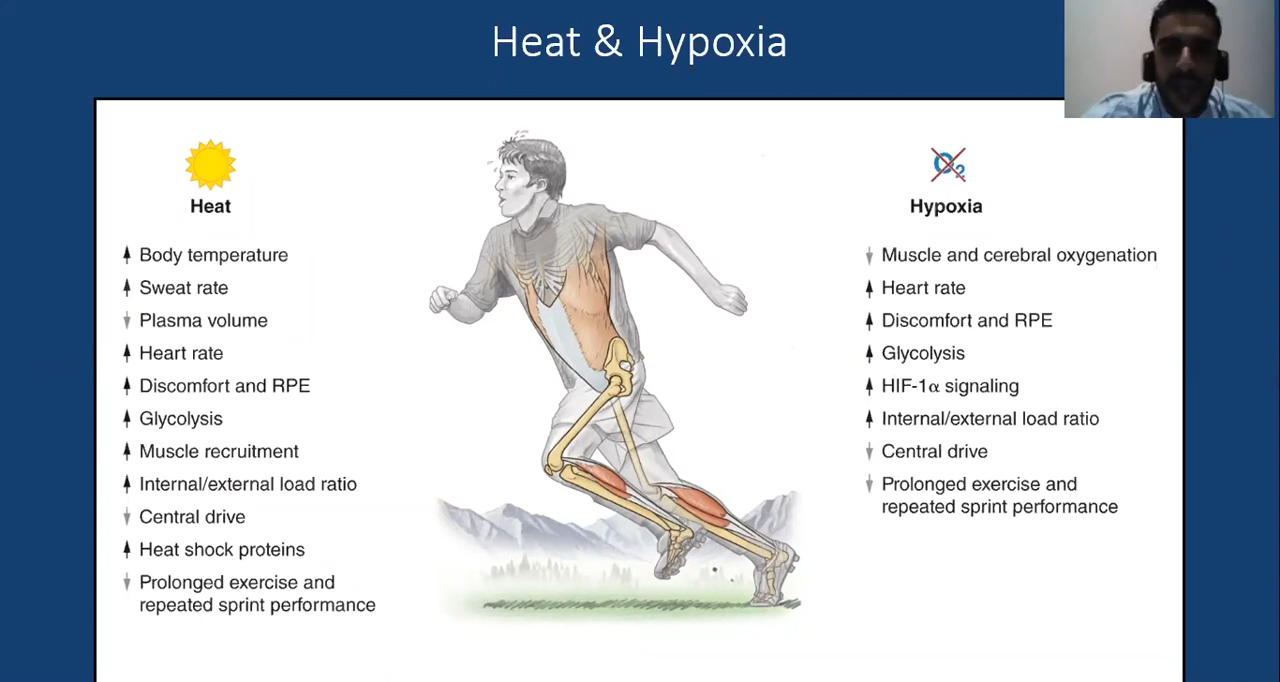 Heat & Hypoxia
Heat
↑ Body temperature
↑ Sweat rate
↓ Plasma volume
↑ Heart rate
↑ Discomfort and RPE
↑ Glycolysis
↑ Muscle recruitment
↑ Internal/external load ratio
↓ Central drive
↑ Heat shock proteins
↓ Prolonged exercise and
repeated sprint performance
O₂
Hypoxia
↓ Muscle and cerebral oxygenation
↑ Heart rate
↑ Discomfort and RPE
↑ Glycolysis
↑ HIF-1α signaling
↑ Internal/external load ratio
↓ Central drive
↓ Prolonged exercise and
repeated sprint performance